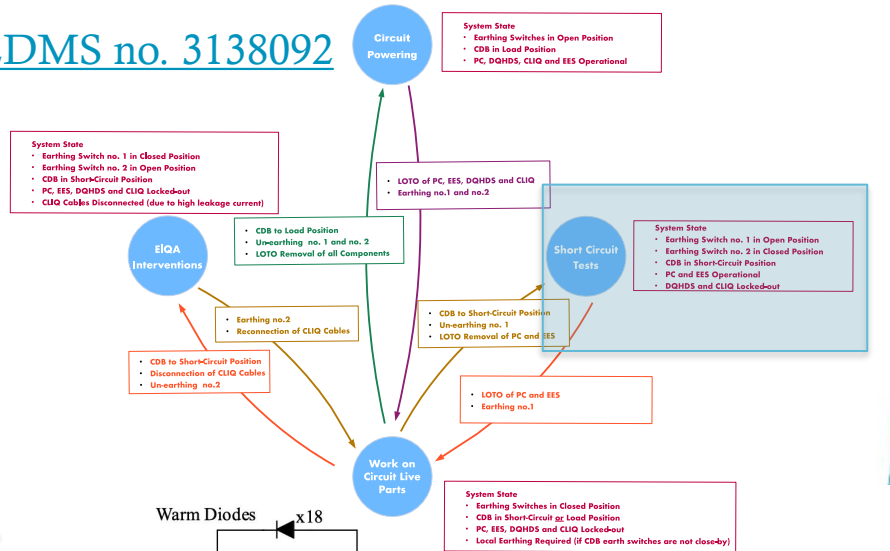 EDMS no. 3138092
Circuit
Powering
System State
• Earthing Switches in Open Position
• CDB in Load Position
• PC, DQHDS, CLIQ and EES Operational
System State
• Earthing Switch no. 1 in Closed Position
• Earthing Switch no. 2 in Open Position
• CDB in Short-Circuit Position
• PC, EES, DQHDS and CLIQ Locked-out
• CLIQ Cables Disconnected (due to high leakage current)
• LOTO of PC, EES, DQHDS and CLIQ
• Earthing no.1 and no.2
• CDB to Load Position
• Un-earthing no. 1 and no. 2
• LOTO Removal of all Components
ElQA
Interventions
Short Circuit
Tests
System State
• Earthing Switch no. 1 in Open Position
• Earthing Switch no. 2 in Closed Position
• CDB in Short-Circuit Position
• PC and EES Operational
• DQHDS and CLIQ Locked-out
• Earthing no.2
• Reconnection of CLIQ Cables
• CDB to Short-Circuit Position
• Un-earthing no. 1
• LOTO Removal of PC and EES
• CDB to Short-Circuit Position
• Disconnection of CLIQ Cables
• Un-earthing no.2
• LOTO of PC and EES
• Earthing no.1
Work on
Circuit Live
Parts
System State
• Earthing Switches in Closed Position
• CDB in Short-Circuit or Load Position
• PC, EES, DQHDS and CLIQ Locked-out
• Local Earthing Required (if CDB earth switches are not close-by)
Warm Diodes x18